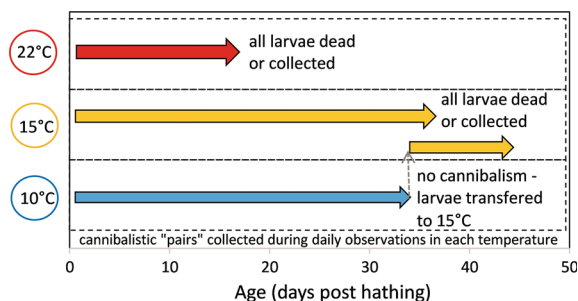 22°C
all larvae dead
or collected
15°C
all larvae dead
or collected
10°C
no cannibalism -
larvae transfered
to 15°C
cannibalistic "pairs" collected during daily observations in each temperature
0 10 20 30 40 50
Age (days post hathing)